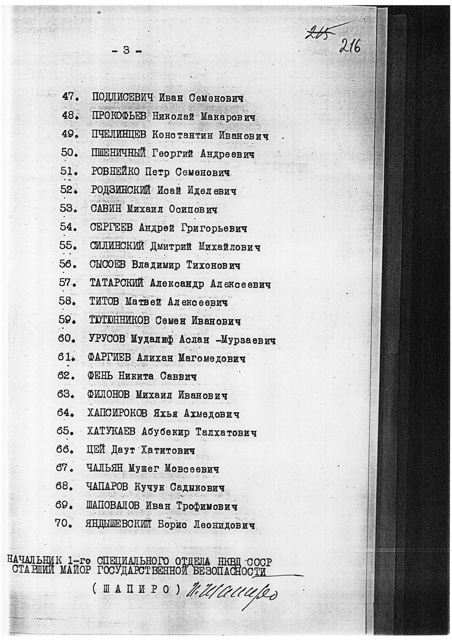 215
216
- 3 -
47. ПОДЛИСЕВИЧ Иван Семенович
48. ПРОКОФЬЕВ Николай Макарович
49. ПЧЕЛИНЦЕВ Константин Иванович
50. ПШЕНИЧНЫЙ Георгий Андреевич
51. РОВНЕЙКО Петр Семенович
52. РОДЗИНСКИЙ Исай Иделевич
53. САВИН Михаил Осипович
54. СЕРГЕЕВ Андрей Григорьевич
55. СИЛИНСКИЙ Дмитрий Михайлович
56. СЫСОЕВ Владимир Тихонович
57. ТАТАРСКИЙ Александр Алексеевич
58. ТИТОВ Матвей Алексеевич
59. ТЮТЮННИКОВ Семен Иванович
60. УРУСОВ Мудалиф Аслан -Мурзаевич
61. ФАРГИЕВ Алихан Магомедович
62. ФЕНЬ Никита Саввич
63. ФИЛОНОВ Михаил Иванович
64. ХАПСИРОКОВ Яхья Ахмедович
65. ХАТУКАЕВ Абубекир Талхатович
66. ЦЕЙ Даут Хатитович
67. ЧАЛЬЯН Мушег Мовсеевич
68. ЧАПАРОВ Кучук Садыкович
69. ШАПОВАЛОВ Иван Трофимович
70. ЯНДЫШЕВСКИЙ Борис Леонидович
НАЧАЛЬНИК 1-го СПЕЦИАЛЬНОГО ОТДЕЛА НКВД СССР
СТАРШИЙ МАЙОР ГОСУДАРСТВЕННОЙ БЕЗОПАСНОСТИ
( ШАПИРО ) И. Шапиро